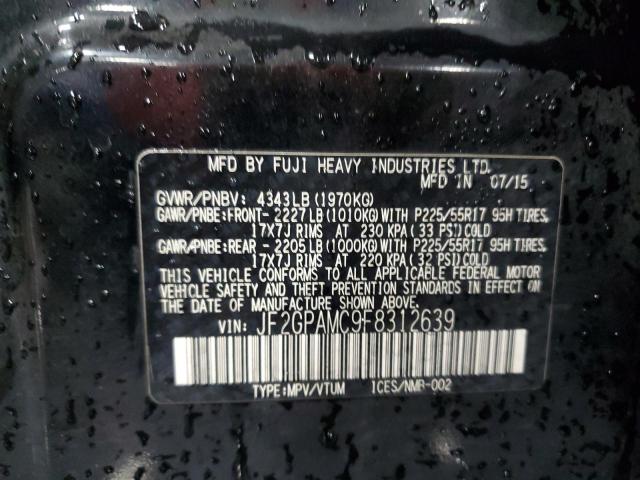 MFD BY FUJI HEAVY INDUSTRIES LTD.
MFD IN 07/15
GVWR/PNBV: 4343LB(1970KG)
GAWR/PNBE:FRONT- 2227LB(1010KG)WITH P225/55R17 95H TIRES,
17X7J RIMS AT 230 KPA(33 PSI)COLD
GAWR/PNBE:REAR - 2205LB(1000KG)WITH P225/55R17 95H TIRES,
17X7J RIMS AT 220 KPA(32 PSI)COLD
THIS VEHICLE CONFORMS TO ALL APPLICABLE FEDERAL MOTOR
VEHICLE SAFETY AND THEFT PREVENTION STANDARDS IN EFFECT ON
THE DATE OF MANUFACTURE SHOWN ABOVE.
VIN: JF2GPAMC9F8312639
TYPE:MPV/VTUM ICES/NMB-002